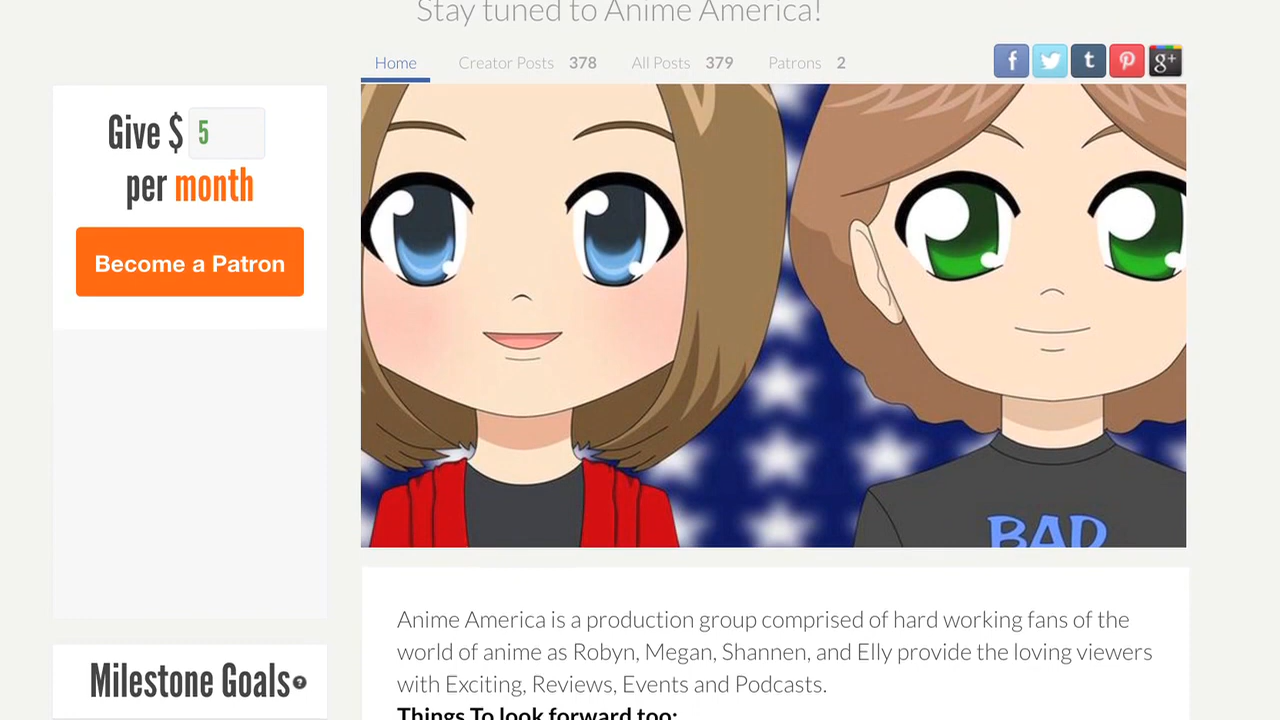 Stay tuned to Anime America!
Home Creator Posts 378 All Posts 379 Patrons 2
f t p g+
Give $ 5
per month
Become a Patron
BAD
Anime America is a production group comprised of hard working fans of the
world of anime as Robyn, Megan, Shannen, and Elly provide the loving viewers
with Exciting, Reviews, Events and Podcasts.
Things To look forward too:
Milestone Goals ?